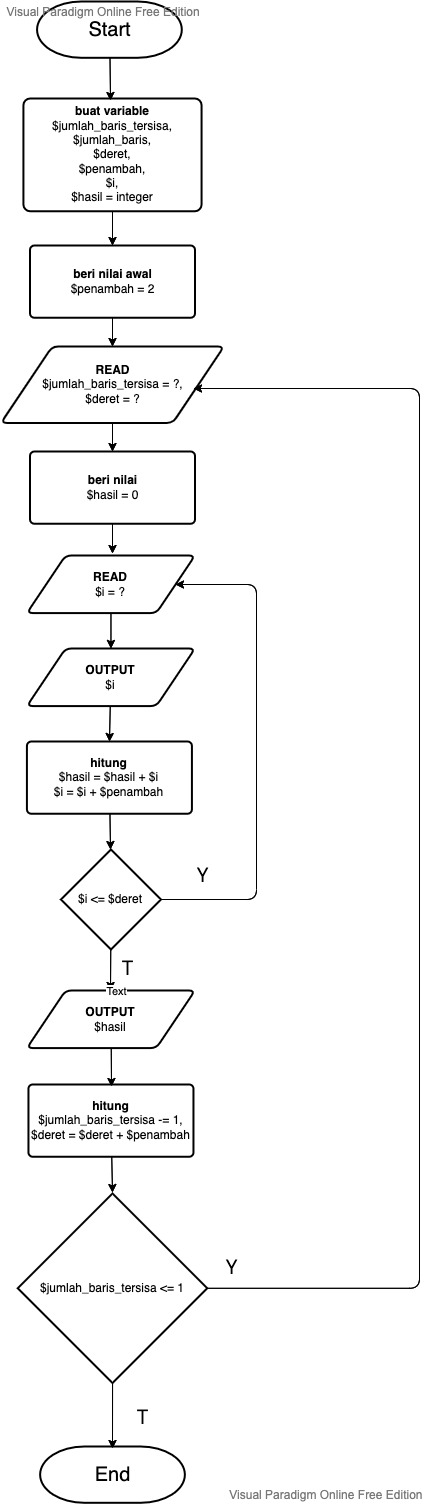 Visual Paradigm Online Free Edition
Start
buat variable
$jumlah_baris_tersisa,
$jumlah_baris,
$deret,
$penambah,
$i,
$hasil = integer
beri nilai awal
$penambah = 2
READ
$jumlah_baris_tersisa = ?,
$deret = ?
beri nilai
$hasil = 0
READ
$i = ?
OUTPUT
$i
hitung
$hasil = $hasil + $i
$i = $i + $penambah
Y
$i <= $deret
T
Text
OUTPUT
$hasil
hitung
$jumlah_baris_tersisa -= 1,
$deret = $deret + $penambah
Y
$jumlah_baris_tersisa <= 1
T
End
Visual Paradigm Online Free Edition